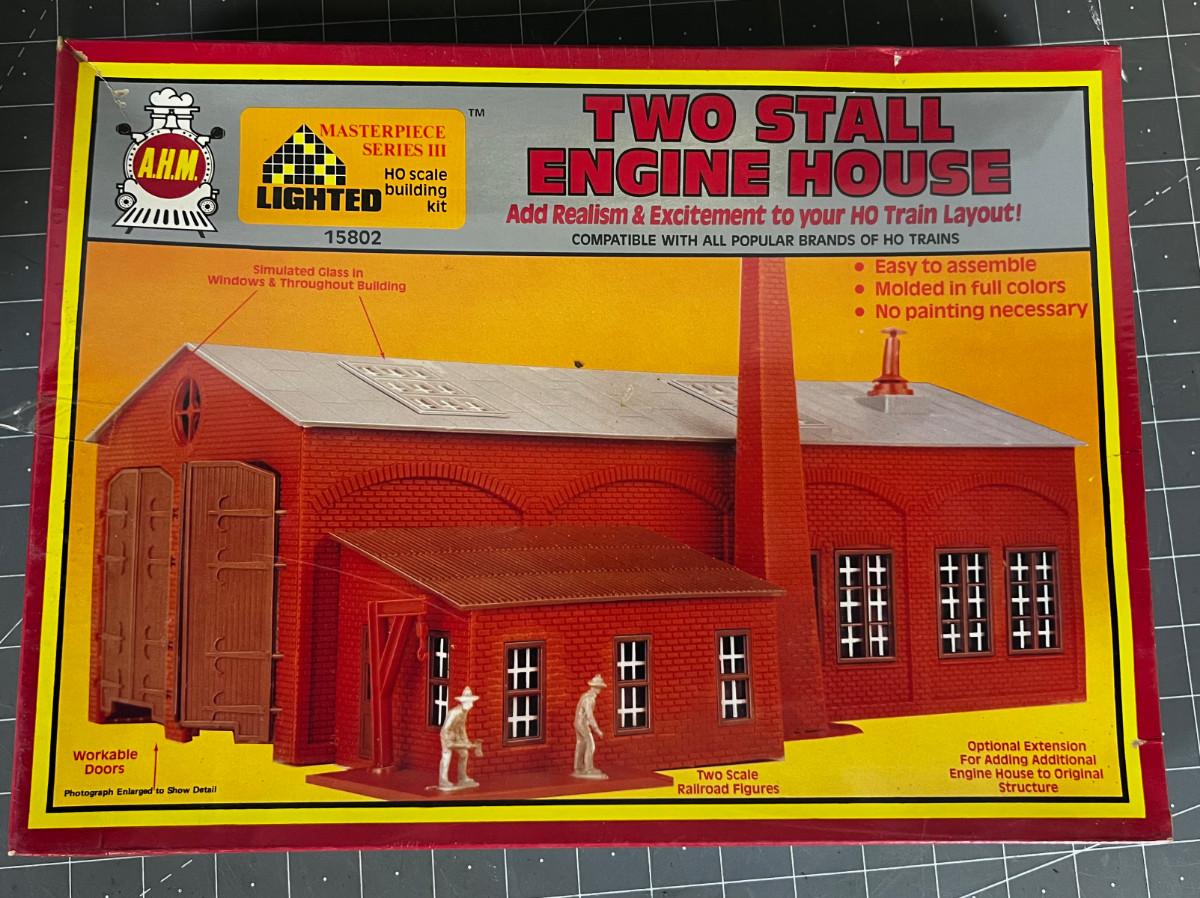 A.H.M.
MASTERPIECE
SERIES III
LIGHTED
HO scale
building
kit
TM
15802
TWO STALL
ENGINE HOUSE
Add Realism & Excitement to your HO Train Layout!
COMPATIBLE WITH ALL POPULAR BRANDS OF HO TRAINS
Simulated Glass In
Windows & Throughout Building
• Easy to assemble
• Molded in full colors
• No painting necessary
Workable
Doors
Photograph Enlarged to Show Detail
Two Scale
Railroad Figures
Optional Extension
For Adding Additional
Engine House to Original
Structure